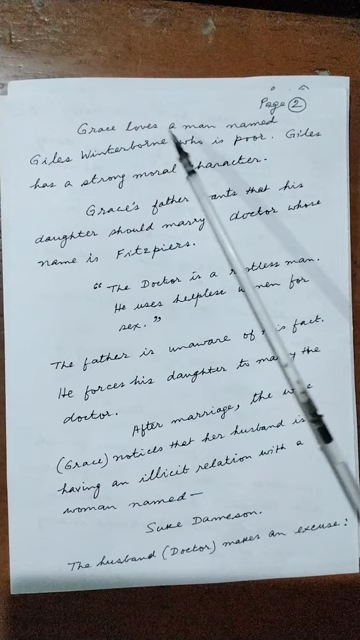 Page 2
Grace loves a man named
Giles Winterborne who is poor. Giles
has a strong moral character.
Grace's father wants that his
daughter should marry doctor whose
name is Fitzpiers.
" The Doctor is a restless man.
He uses helpless women for
sex. "
The father is unaware of this fact.
He forces his daughter to marry the
doctor.
After marriage, the wife
(Grace) notices that her husband is
having an illicit relation with a
woman named —
Suke Dameson.
The husband (Doctor) makes an excuse: